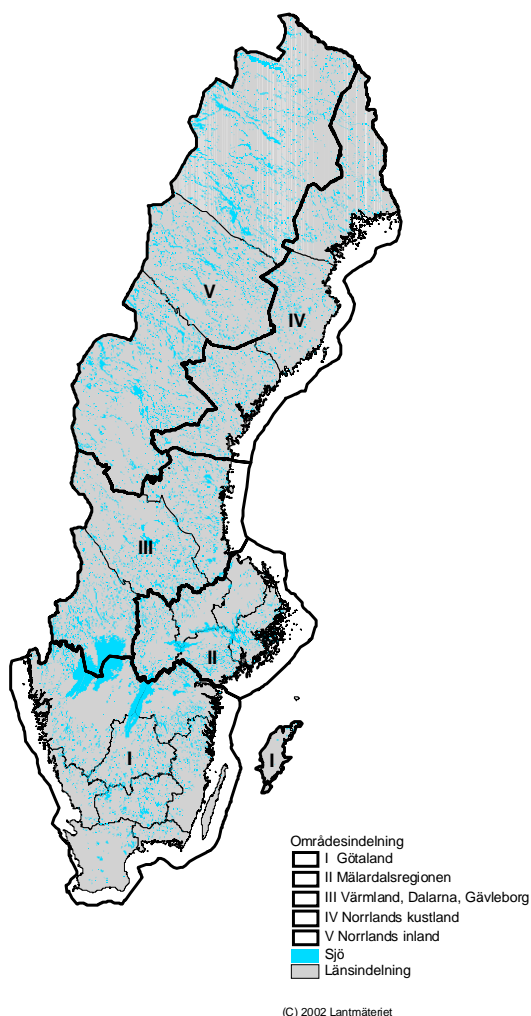 V
IV
III
II
I
I
Områdesindelning
I Götaland
II Mälardalsregionen
III Värmland, Dalarna, Gävleborg
IV Norrlands kustland
V Norrlands inland
Sjö
Länsindelning
(C) 2002 Lantmäteriet